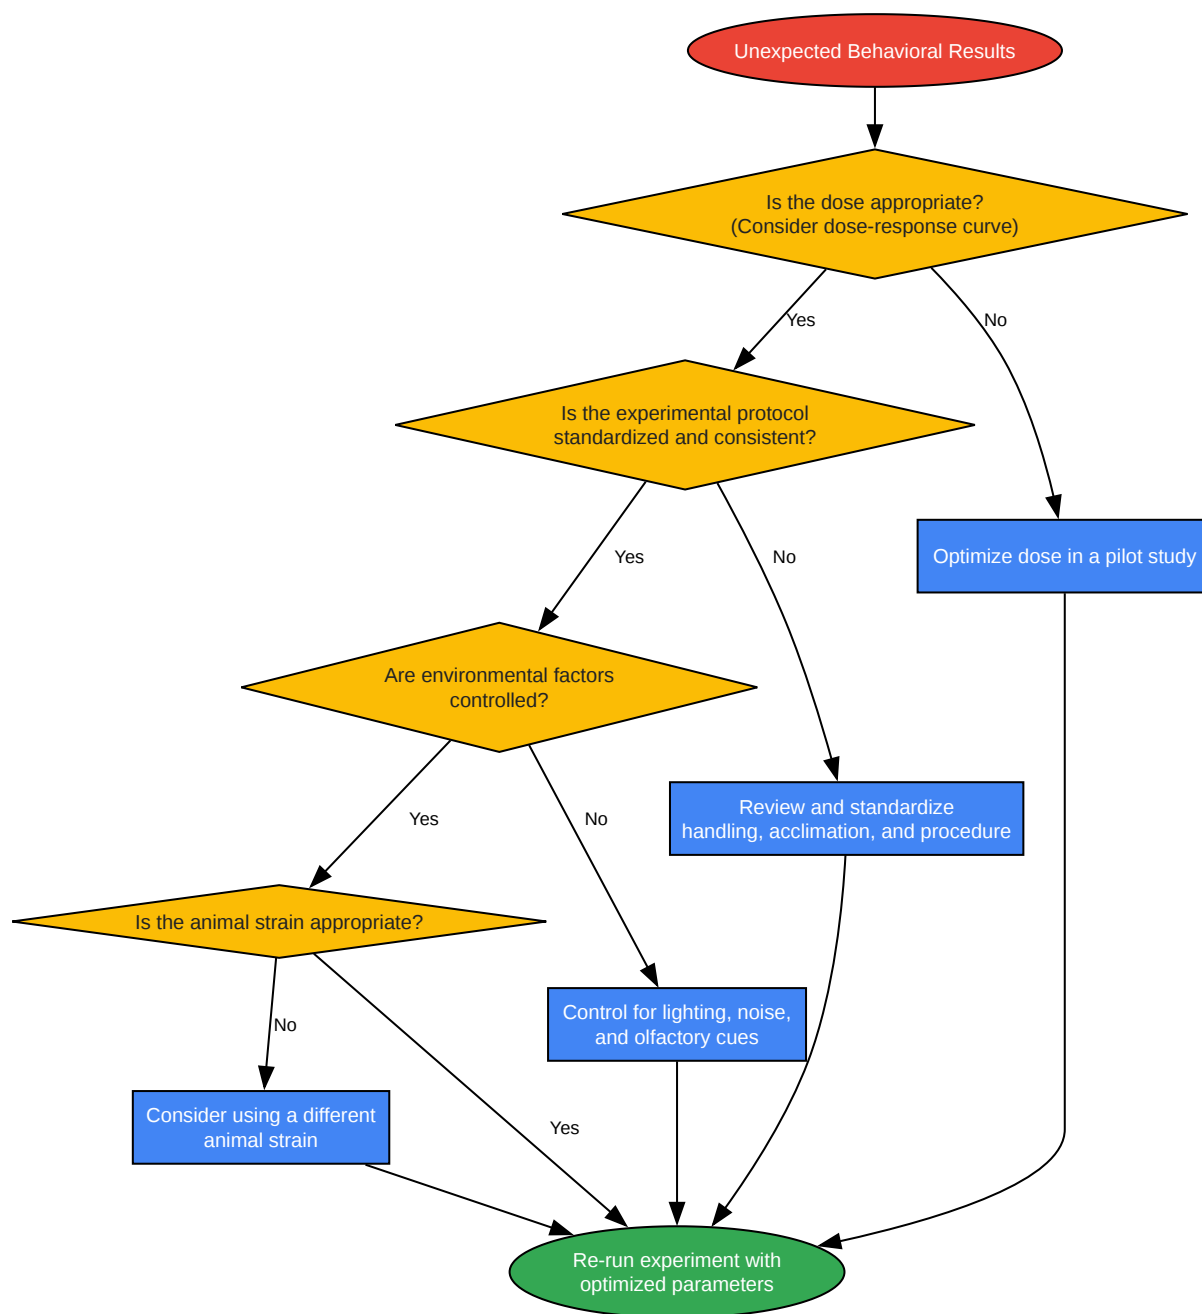 Unexpected Behavioral Results
Is the dose appropriate?
(Consider dose-response curve)
Yes
No
Is the experimental protocol
standardized and consistent?
Optimize dose in a pilot study
Yes
No
Are environmental factors
controlled?
Review and standardize
handling, acclimation, and procedure
Yes
No
Is the animal strain appropriate?
Control for lighting, noise,
and olfactory cues
No
Consider using a different
animal strain
Yes
Re-run experiment with
optimized parameters